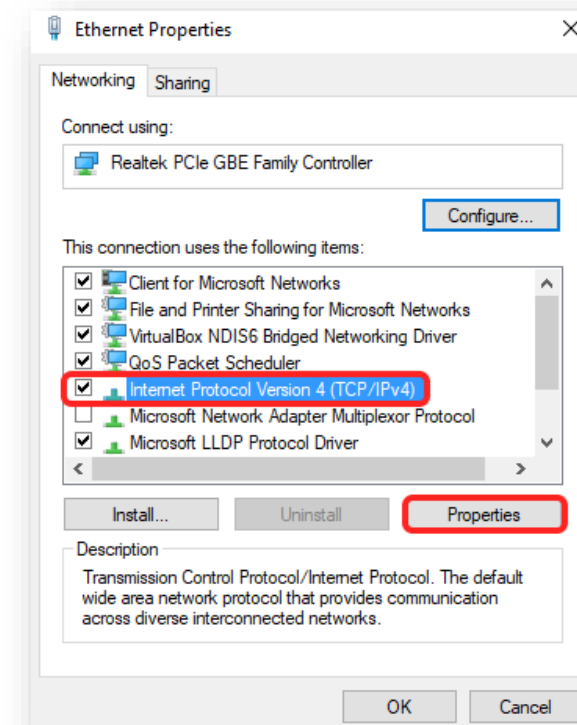 Ethernet Properties
Networking
Sharing
Connect using:
Realtek PCIe GBE Family Controller
Configure...
This connection uses the following items:
Client for Microsoft Networks
File and Printer Sharing for Microsoft Networks
VirtualBox NDIS6 Bridged Networking Driver
QoS Packet Scheduler
Internet Protocol Version 4 (TCP/IPv4)
Microsoft Network Adapter Multiplexor Protocol
Microsoft LLDP Protocol Driver
Install...
Uninstall
Properties
Description
Transmission Control Protocol/Internet Protocol. The default
wide area network protocol that provides communication
across diverse interconnected networks.
OK
Cancel